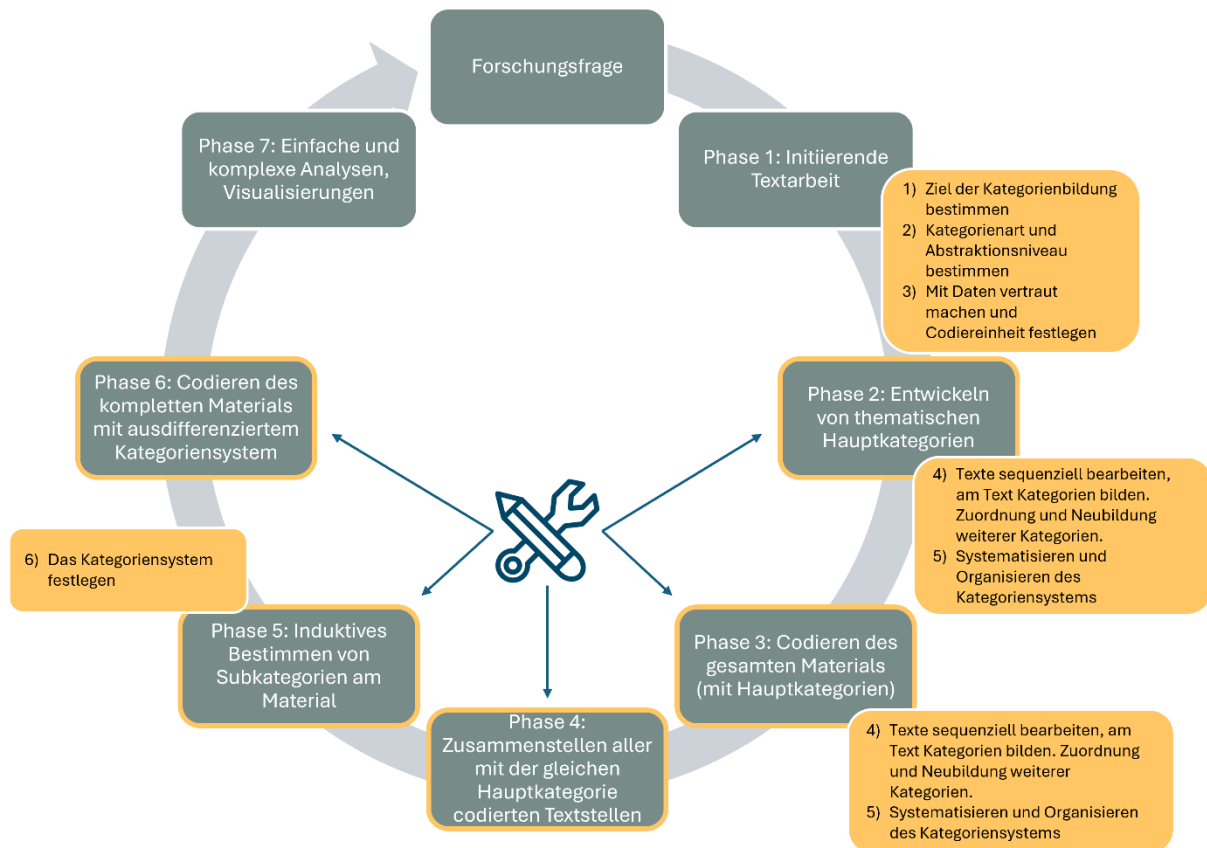 Forschungsfrage
Phase 1: Initiierende
Textarbeit
1) Ziel der Kategorienbildung
bestimmen
2) Kategorienart und
Abstraktionsniveau
bestimmen
3) Mit Daten vertraut
machen und
Codiereinheit festlegen
Phase 2: Entwickeln
von thematischen
Hauptkategorien
4) Texte sequenziell bearbeiten,
am Text Kategorien bilden.
Zuordnung und Neubildung
weiterer Kategorien.
5) Systematisieren und
Organisieren des
Kategoriensystems
Phase 3: Codieren des
gesamten Materials
(mit Hauptkategorien)
4) Texte sequenziell bearbeiten, am
Text Kategorien bilden. Zuordnung
und Neubildung weiterer
Kategorien.
5) Systematisieren und Organisieren
des Kategoriensystems
Phase 4:
Zusammenstellen aller
mit der gleichen
Hauptkategorie
codierten Textstellen
Phase 5: Induktives
Bestimmen von
Subkategorien am
Material
6) Das Kategoriensystem
festlegen
Phase 6: Codieren des
kompletten Materials
mit ausdifferenziertem
Kategoriensystem
Phase 7: Einfache und
komplexe Analysen,
Visualisierungen